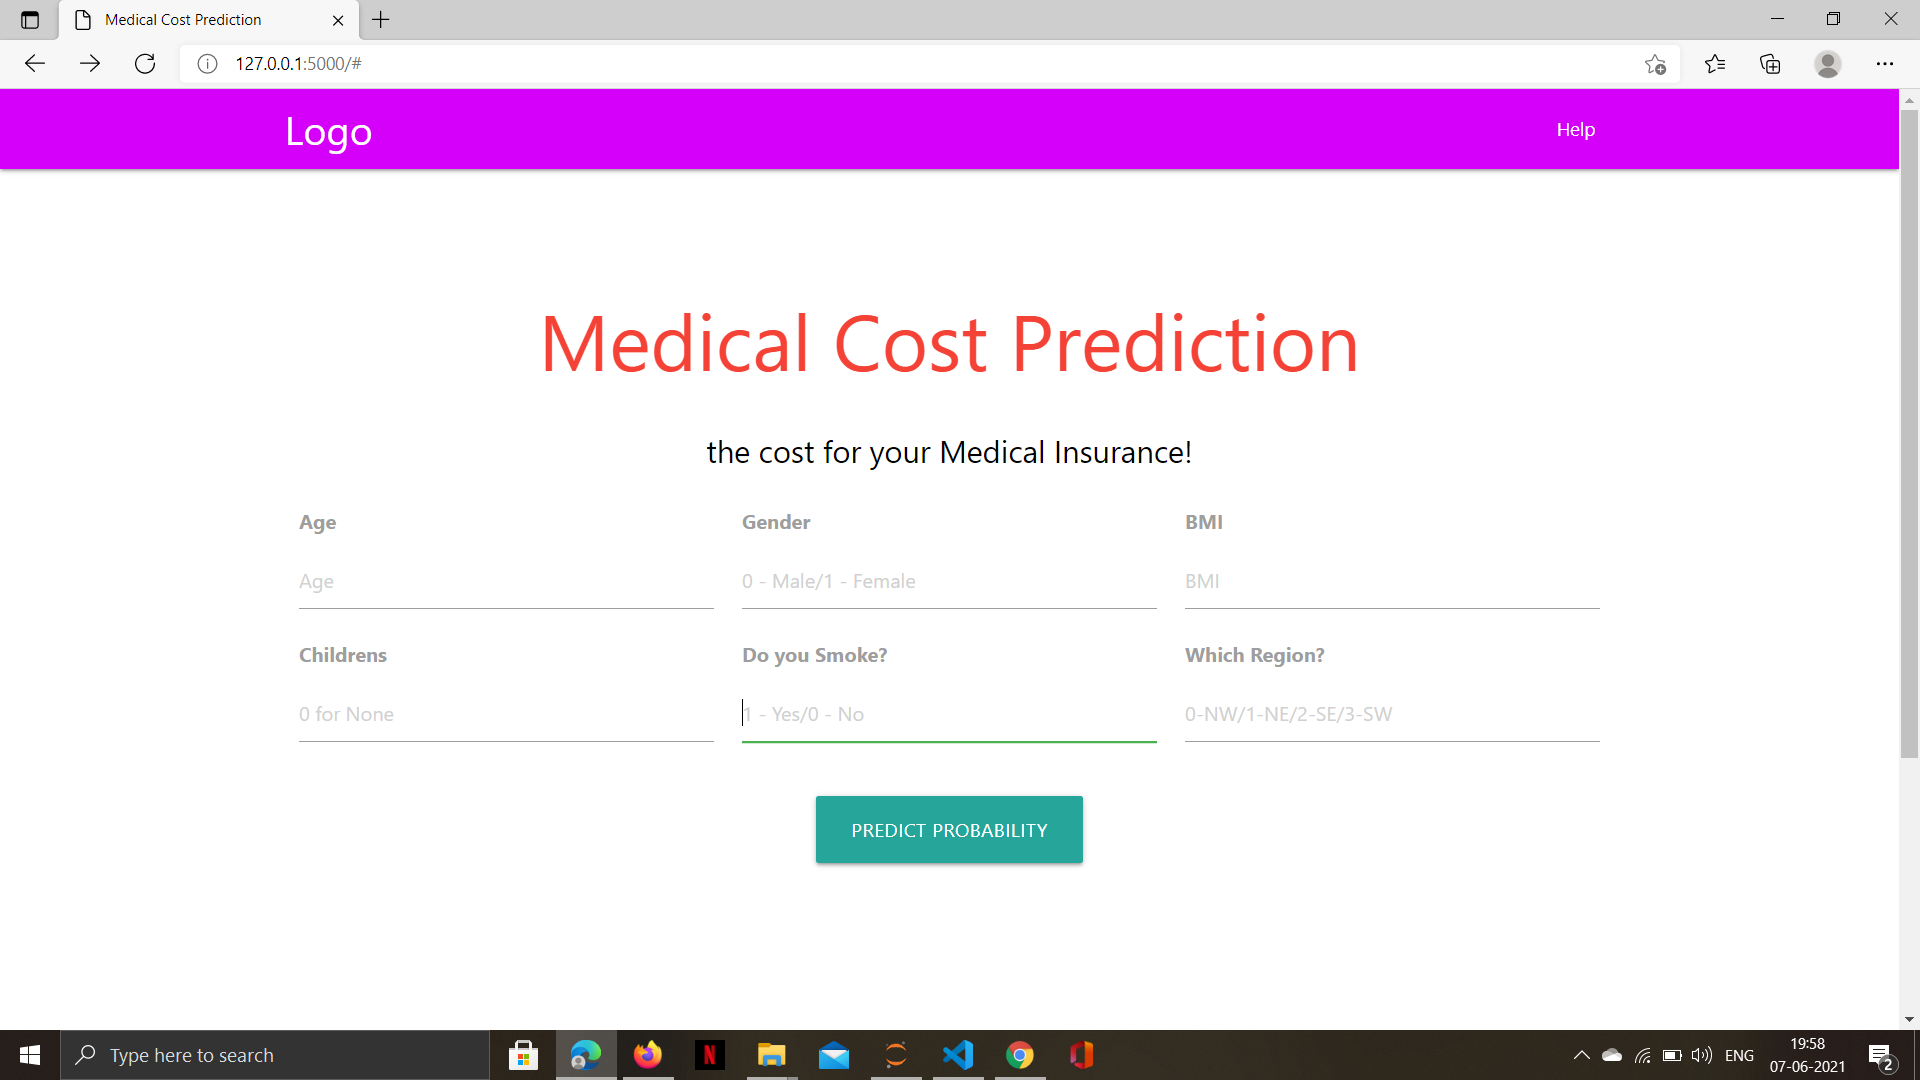 Medical Cost Prediction
127.0.0.1:5000/#
Logo
Help
Medical Cost Prediction
the cost for your Medical Insurance!
Age
Gender
BMI
Age
0 - Male/1 - Female
BMI
Childrens
Do you Smoke?
Which Region?
0 for None
1 - Yes/0 - No
0-NW/1-NE/2-SE/3-SW
PREDICT PROBABILITY
Type here to search
N
ENG
19:58
07-06-2021
2